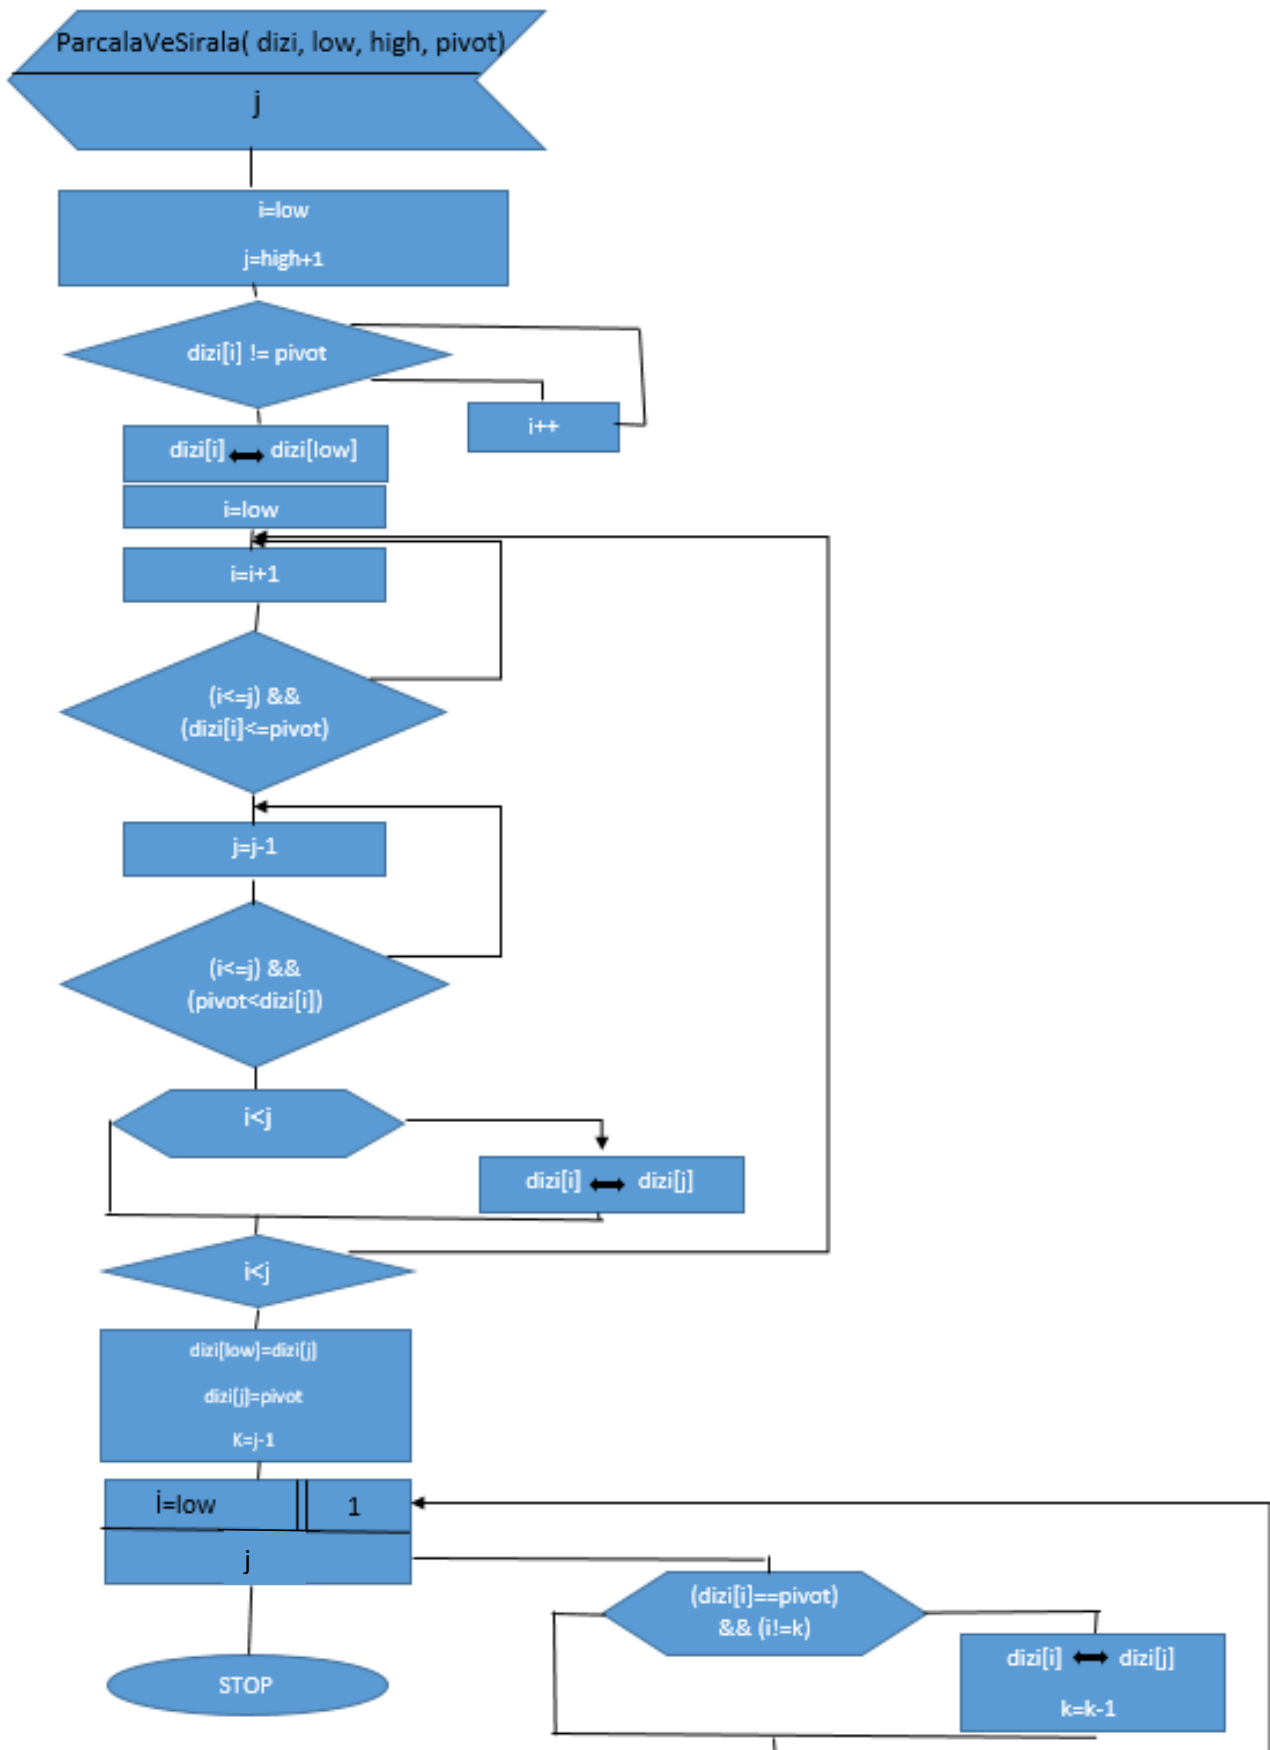 ParcalaVeSirala( dizi, low, high, pivot)
j
i=low
j=high+1
dizi[i] != pivot
i++
dizi[i] dizi[low]
i=low
i=i+1
(i<=j) &&
(dizi[i]<=pivot)
j=j-1
(i<=j) &&
(pivot<dizi[i])
i<j
dizi[i] dizi[j]
i<j
dizi[low]=dizi[j]
dizi[j]=pivot
K=j-1
İ=low 1
j
(dizi[i]==pivot)
&& (i!=k)
dizi[i] dizi[j]
k=k-1
STOP